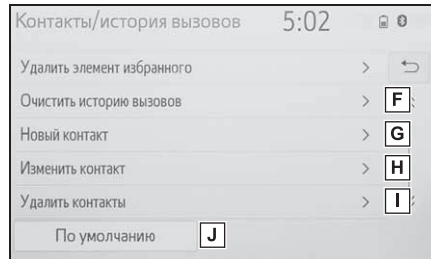 Контакты/история вызовов 5:02
Удалить элемент избранного >
Очистить историю вызовов > F
Новый контакт > G
Изменить контакт > H
Удалить контакты > I
По умолчанию J